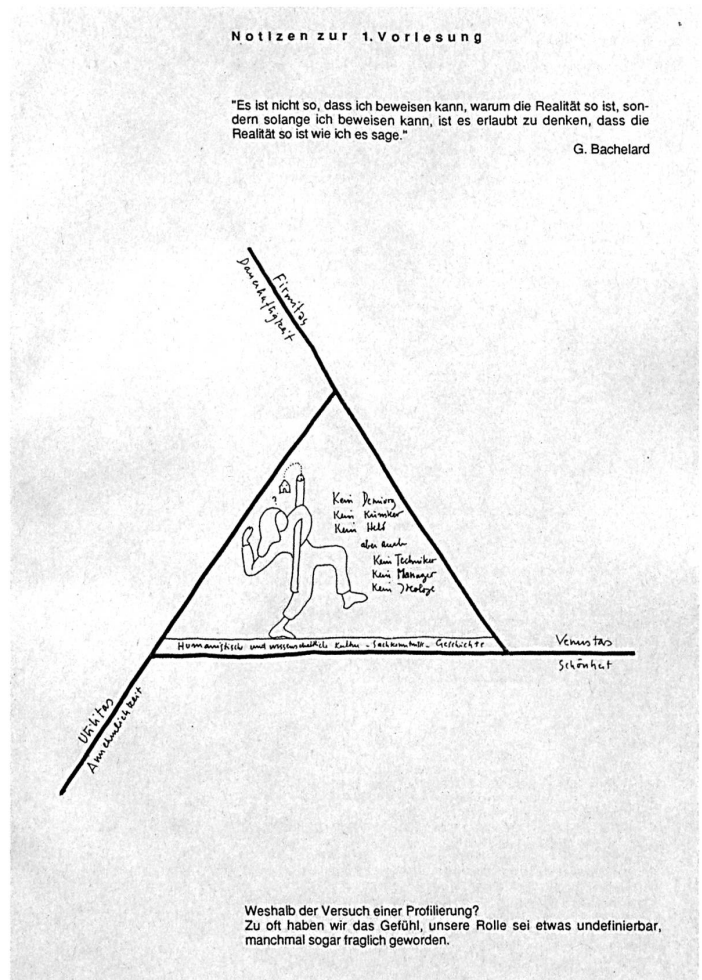 Notizen zur 1. Vorlesung
"Es ist nicht so, dass ich beweisen kann, warum die Realität so ist, son-
dern solange ich beweisen kann, ist es erlaubt zu denken, dass die
Realität so ist wie ich es sage."
G. Bachelard
Firmitas
Dauerhaftigkeit
?
Kein Demiurg
Kein
Kein Held
aber auch
Kein Techniker
Kein Manager
Kein Ideologe
Humanistische und wissenschaftliche Kultur - - Geschichte
Venustas
Schönheit
Utilitas
Annehmlichkeit
Weshalb der Versuch einer Profilierung?
Zu oft haben wir das Gefühl, unsere Rolle sei etwas undefinierbar,
manchmal sogar fraglich geworden.